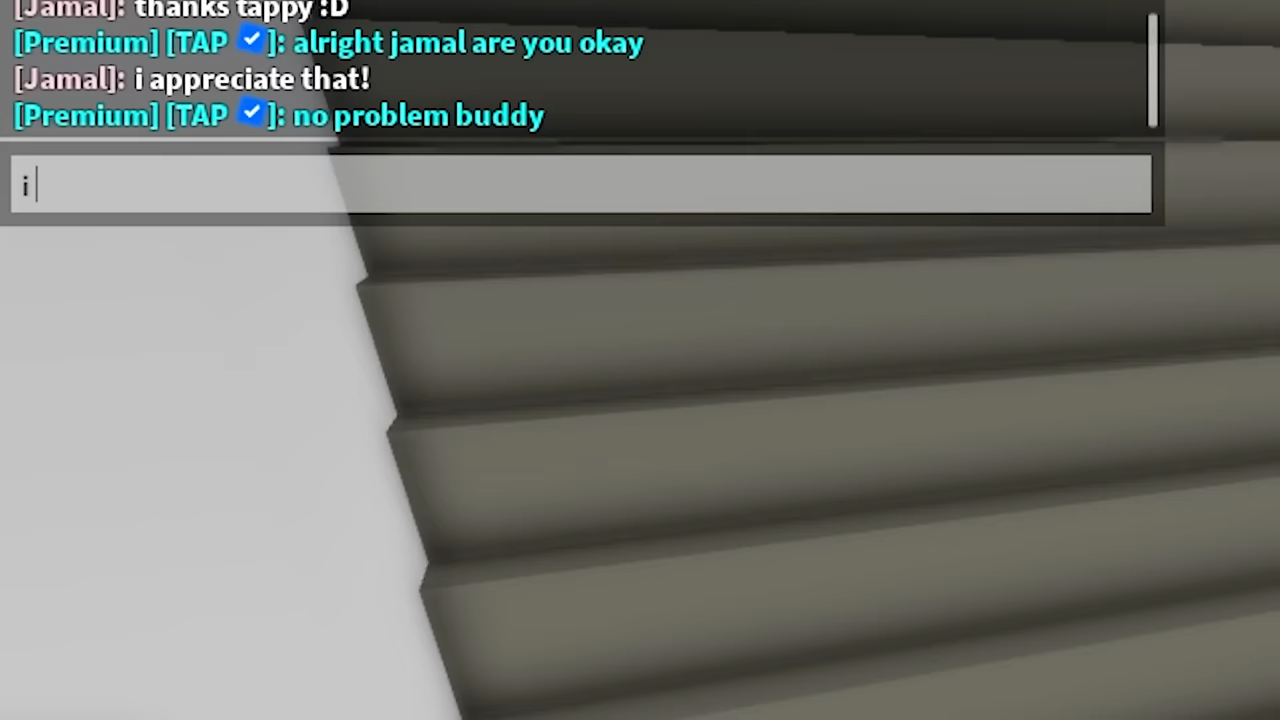 [Jamal]: thanks tappy :D
[Premium] [TAP ☑]: alright jamal are you okay
[Jamal]: i appreciate that!
[Premium] [TAP ☑]: no problem buddy
i